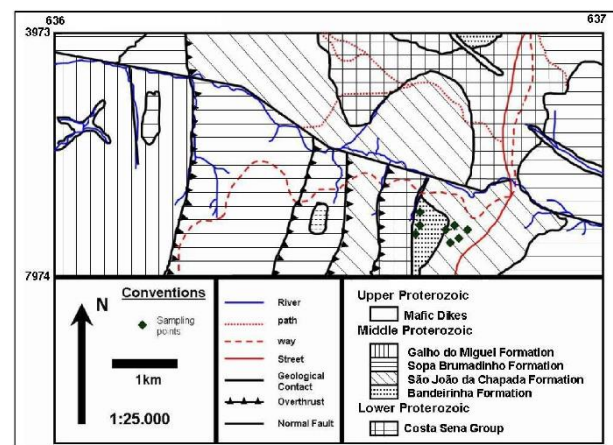 636
637
3973
7974
N
Conventions
Sampling
points
1km
1:25.000
River
path
way
Street
Geological
Contact
Overthrust
Normal Fault
Upper Proterozoic
Mafic Dikes
Middle Proterozoic
Galho do Miguel Formation
Sopa Brumadinho Formation
São João da Chapada Formation
Bandeirinha Formation
Lower Proterozoic
Costa Sena Group